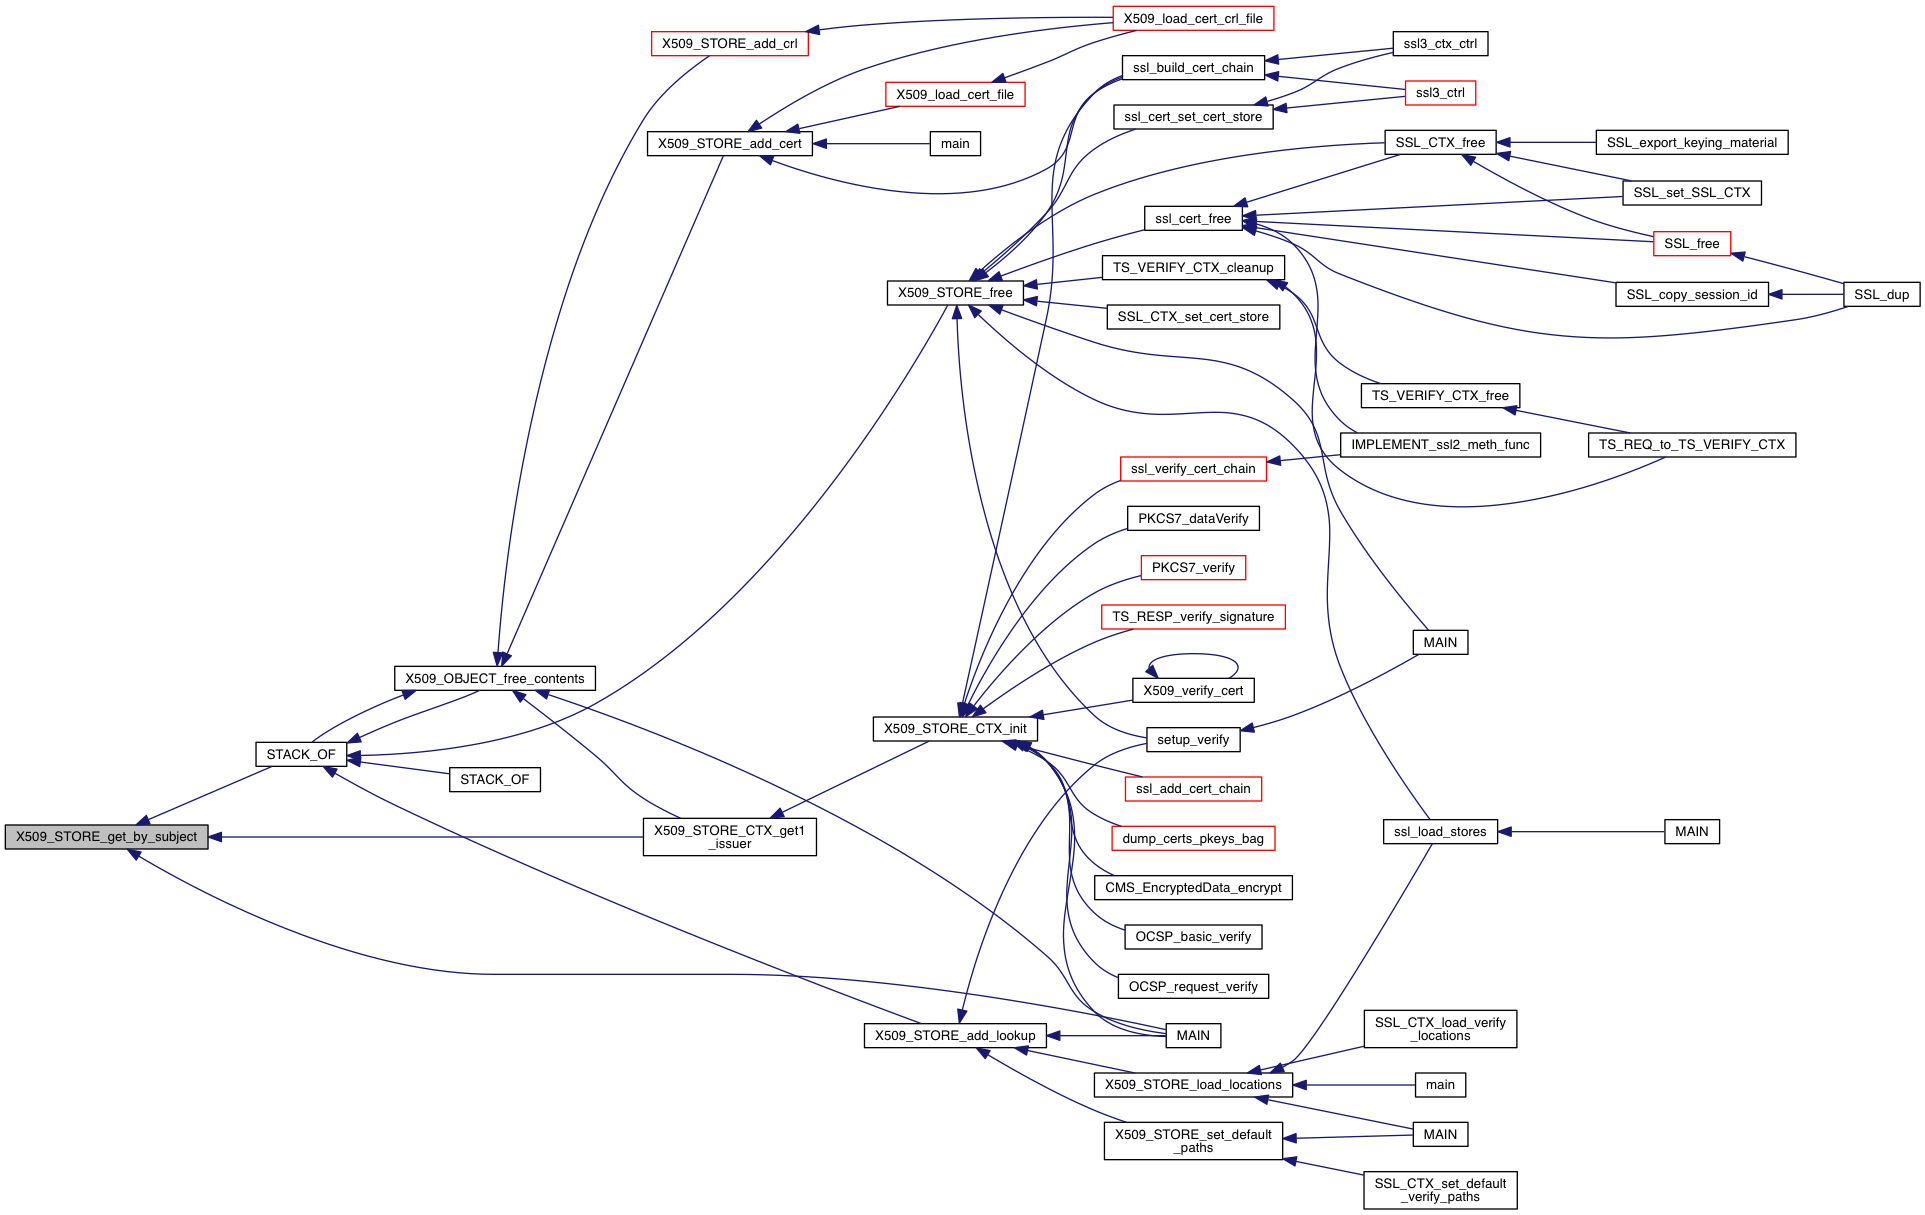 X509_load_cert_crl_file
X509_STORE_add_crl
ssl3_ctx_ctrl
ssl_build_cert_chain
X509_load_cert_file
ssl3_ctrl
ssl_cert_set_cert_store
X509_STORE_add_cert
main
SSL_CTX_free
SSL_export_keying_material
SSL_set_SSL_CTX
ssl_cert_free
SSL_free
TS_VERIFY_CTX_cleanup
X509_STORE_free
SSL_copy_session_id
SSL_dup
SSL_CTX_set_cert_store
TS_VERIFY_CTX_free
IMPLEMENT_ssl2_meth_func
TS_REQ_to_TS_VERIFY_CTX
ssl_verify_cert_chain
PKCS7_dataVerify
PKCS7_verify
TS_RESP_verify_signature
MAIN
X509_OBJECT_free_contents
X509_verify_cert
X509_STORE_CTX_init
setup_verify
STACK_OF
STACK_OF
ssl_add_cert_chain
X509_STORE_get_by_subject
X509_STORE_CTX_get1
_issuer
dump_certs_pkeys_bag
ssl_load_stores
MAIN
CMS_EncryptedData_encrypt
OCSP_basic_verify
OCSP_request_verify
X509_STORE_add_lookup
MAIN
SSL_CTX_load_verify
_locations
X509_STORE_load_locations
main
X509_STORE_set_default
_paths
MAIN
SSL_CTX_set_default
_verify_paths